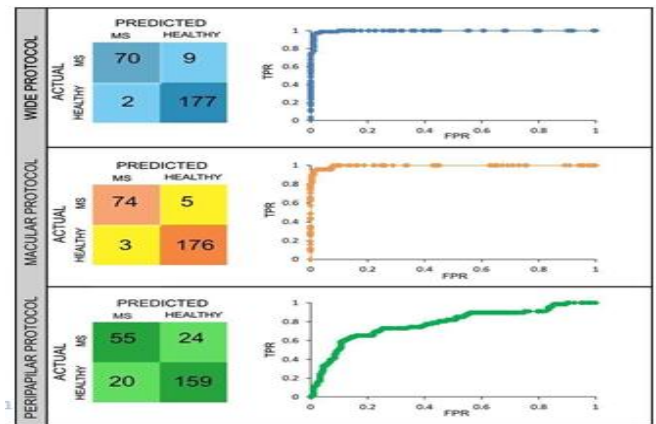 WIDE PROTOCOL
PREDICTED
MS HEALTHY
ACTUAL
MS 70 9
HEALTHY 2 177
TPR
1
0.8
0.6
0.4
0.2
0
0 0.2 0.4 0.6 0.8 1
FPR
MACULAR PROTOCOL
PREDICTED
MS HEALTHY
ACTUAL
MS 74 5
HEALTHY 3 176
TPR
1
0.8
0.6
0.4
0.2
0
0 0.2 0.4 0.6 0.8 1
FPR
PERIPAPILAR PROTOCOL
PREDICTED
MS HEALTHY
ACTUAL
MS 55 24
HEALTHY 20 159
TPR
1
0.8
0.6
0.4
0.2
0
0 0.2 0.4 0.6 0.8 1
FPR